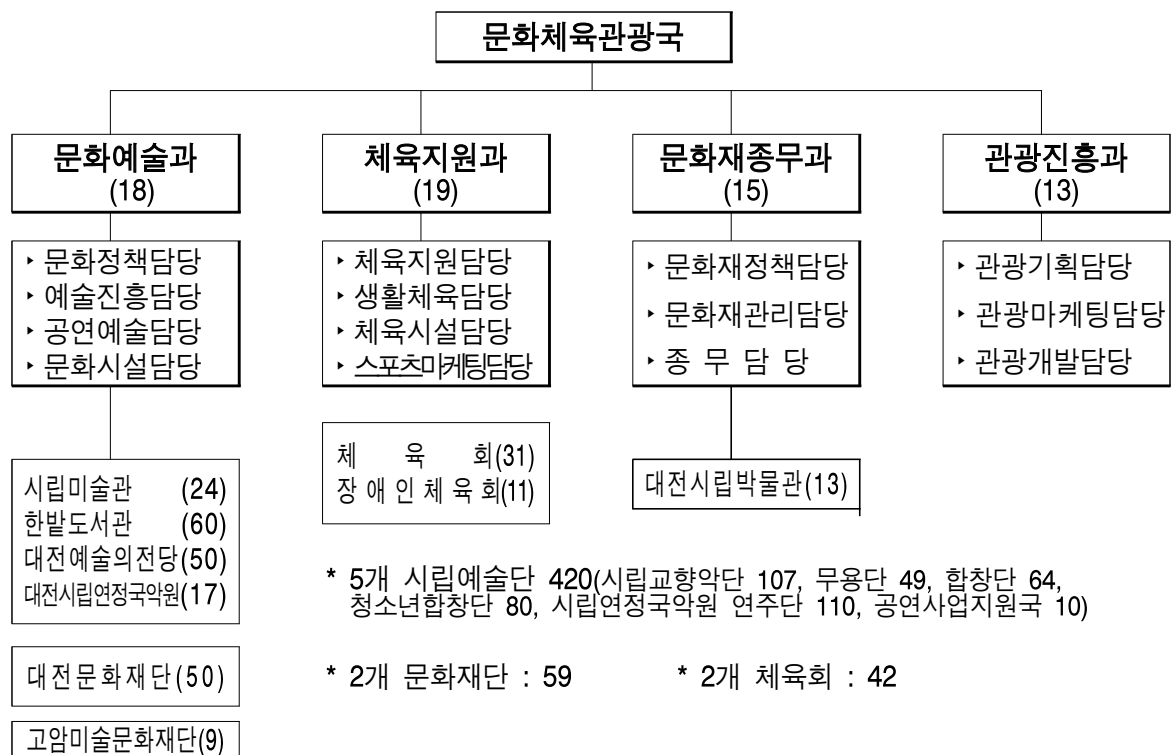 문화체육관광국
문화예술과
(18)
체육지원과
(19)
문화재종무과
(15)
관광진흥과
(13)
‣ 문화정책담당
‣ 예술진흥담당
‣ 공연예술담당
‣ 문화시설담당
‣ 체육지원담당
‣ 생활체육담당
‣ 체육시설담당
‣ 스포츠마케팅담당
‣ 문화재정책담당
‣ 문화재관리담당
‣ 종 무 담 당
‣ 관광기획담당
‣ 관광마케팅담당
‣ 관광개발담당
시립미술관 (24)
한밭도서관 (60)
대전예술의전당(50)
대전시립연정국악원(17)
체 육 회(31)
장애인체육회(11)
대전시립박물관(13)
* 5개 시립예술단 420(시립교향악단 107, 무용단 49, 합창단 64,
청소년합창단 80, 시립연정국악원 연주단 110, 공연사업지원국 10)
대전문화재단(50)
* 2개 문화재단 : 59
* 2개 체육회 : 42
고암미술문화재단(9)